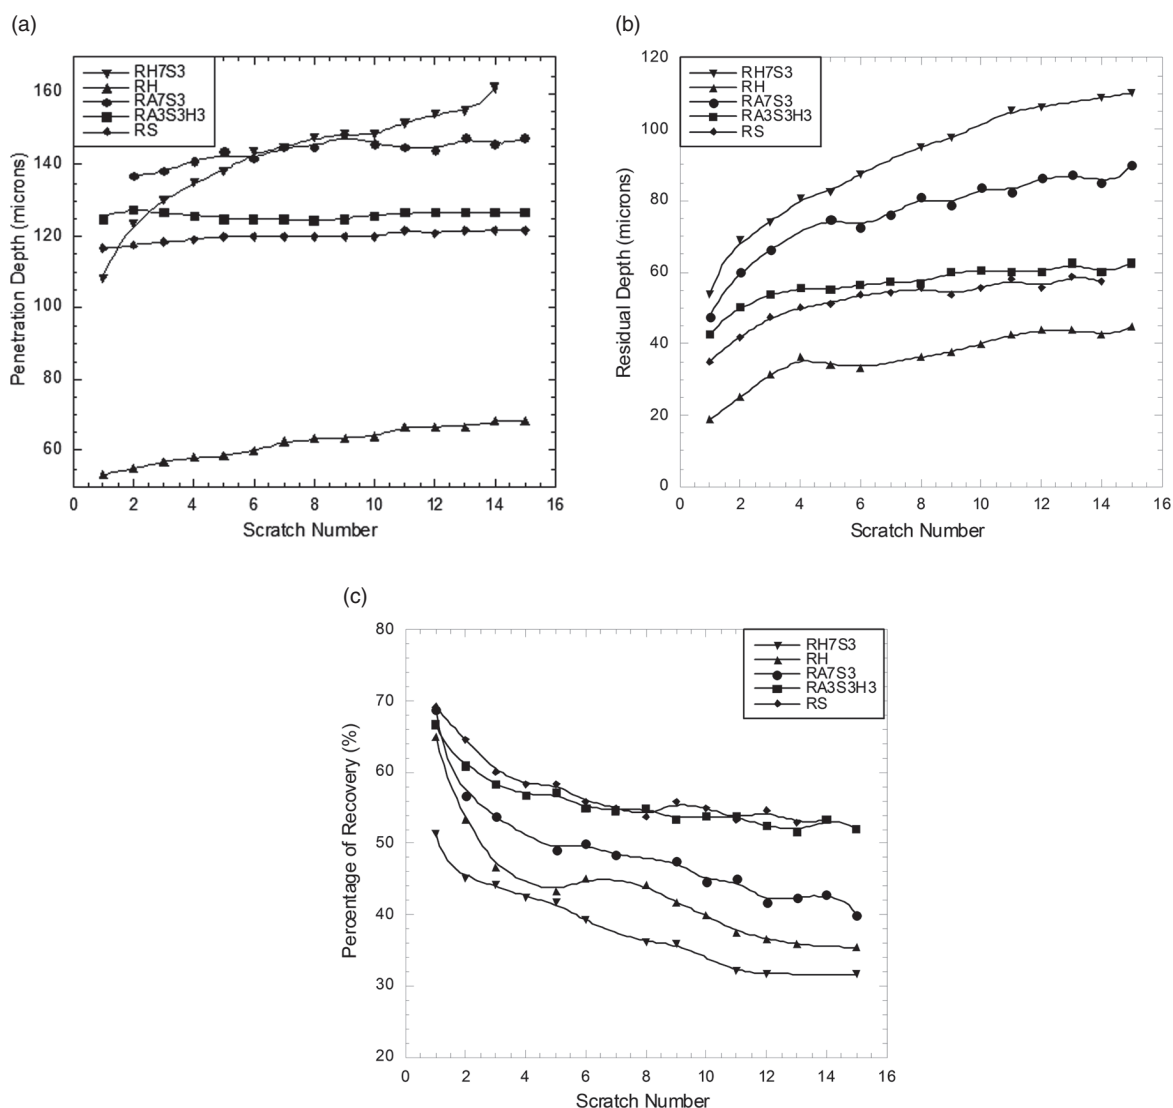 (a)
RH7S3
RH
RA7S3
RA3S3H3
RS
160
140
120
100
80
60
Penetration Depth (microns)
0 2 4 6 8 10 12 14 16
Scratch Number
(b)
RH7S3
RH
RA7S3
RA3S3H3
RS
120
100
80
60
40
20
0
Residual Depth (microns)
0 2 4 6 8 10 12 14 16
Scratch Number
(c)
RH7S3
RH
RA7S3
RA3S3H3
RS
80
70
60
50
40
30
20
Percentage of Recovery (%)
0 2 4 6 8 10 12 14 16
Scratch Number